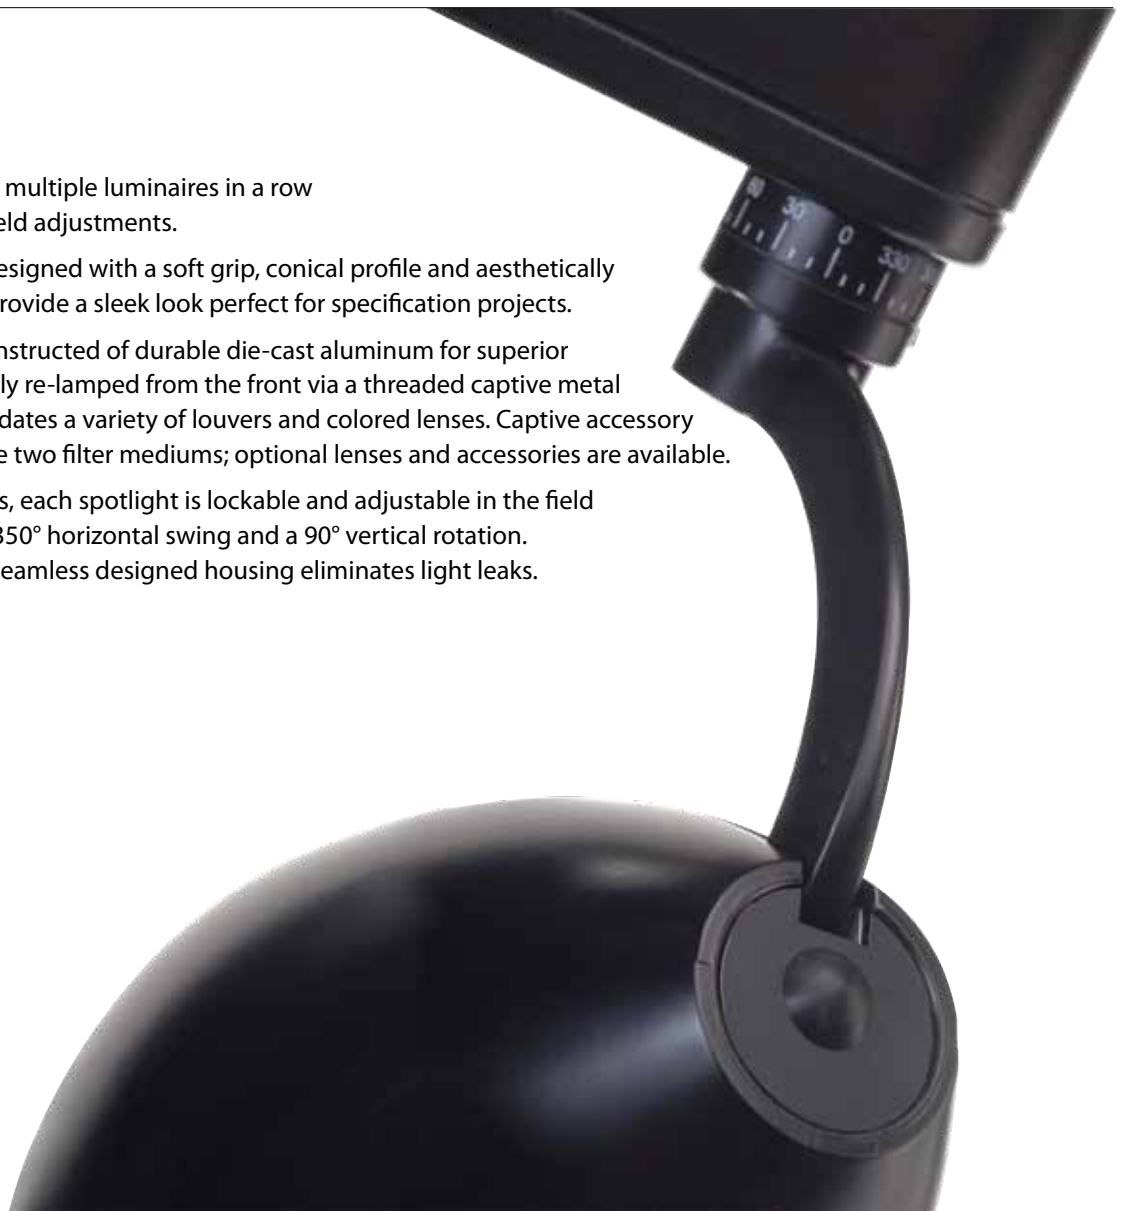 multiple luminaires in a row
eld adjustments.
esigned with a soft grip, conical profile and aesthetically
rovide a sleek look perfect for specification projects.
nstructed of durable die-cast aluminum for superior
ly re-lamped from the front via a threaded captive metal
dates a variety of louvers and colored lenses. Captive accessory
e two filter mediums; optional lenses and accessories are available.
s, each spotlight is lockable and adjustable in the field
350° horizontal swing and a 90° vertical rotation.
eamless designed housing eliminates light leaks.
60 30 0 330